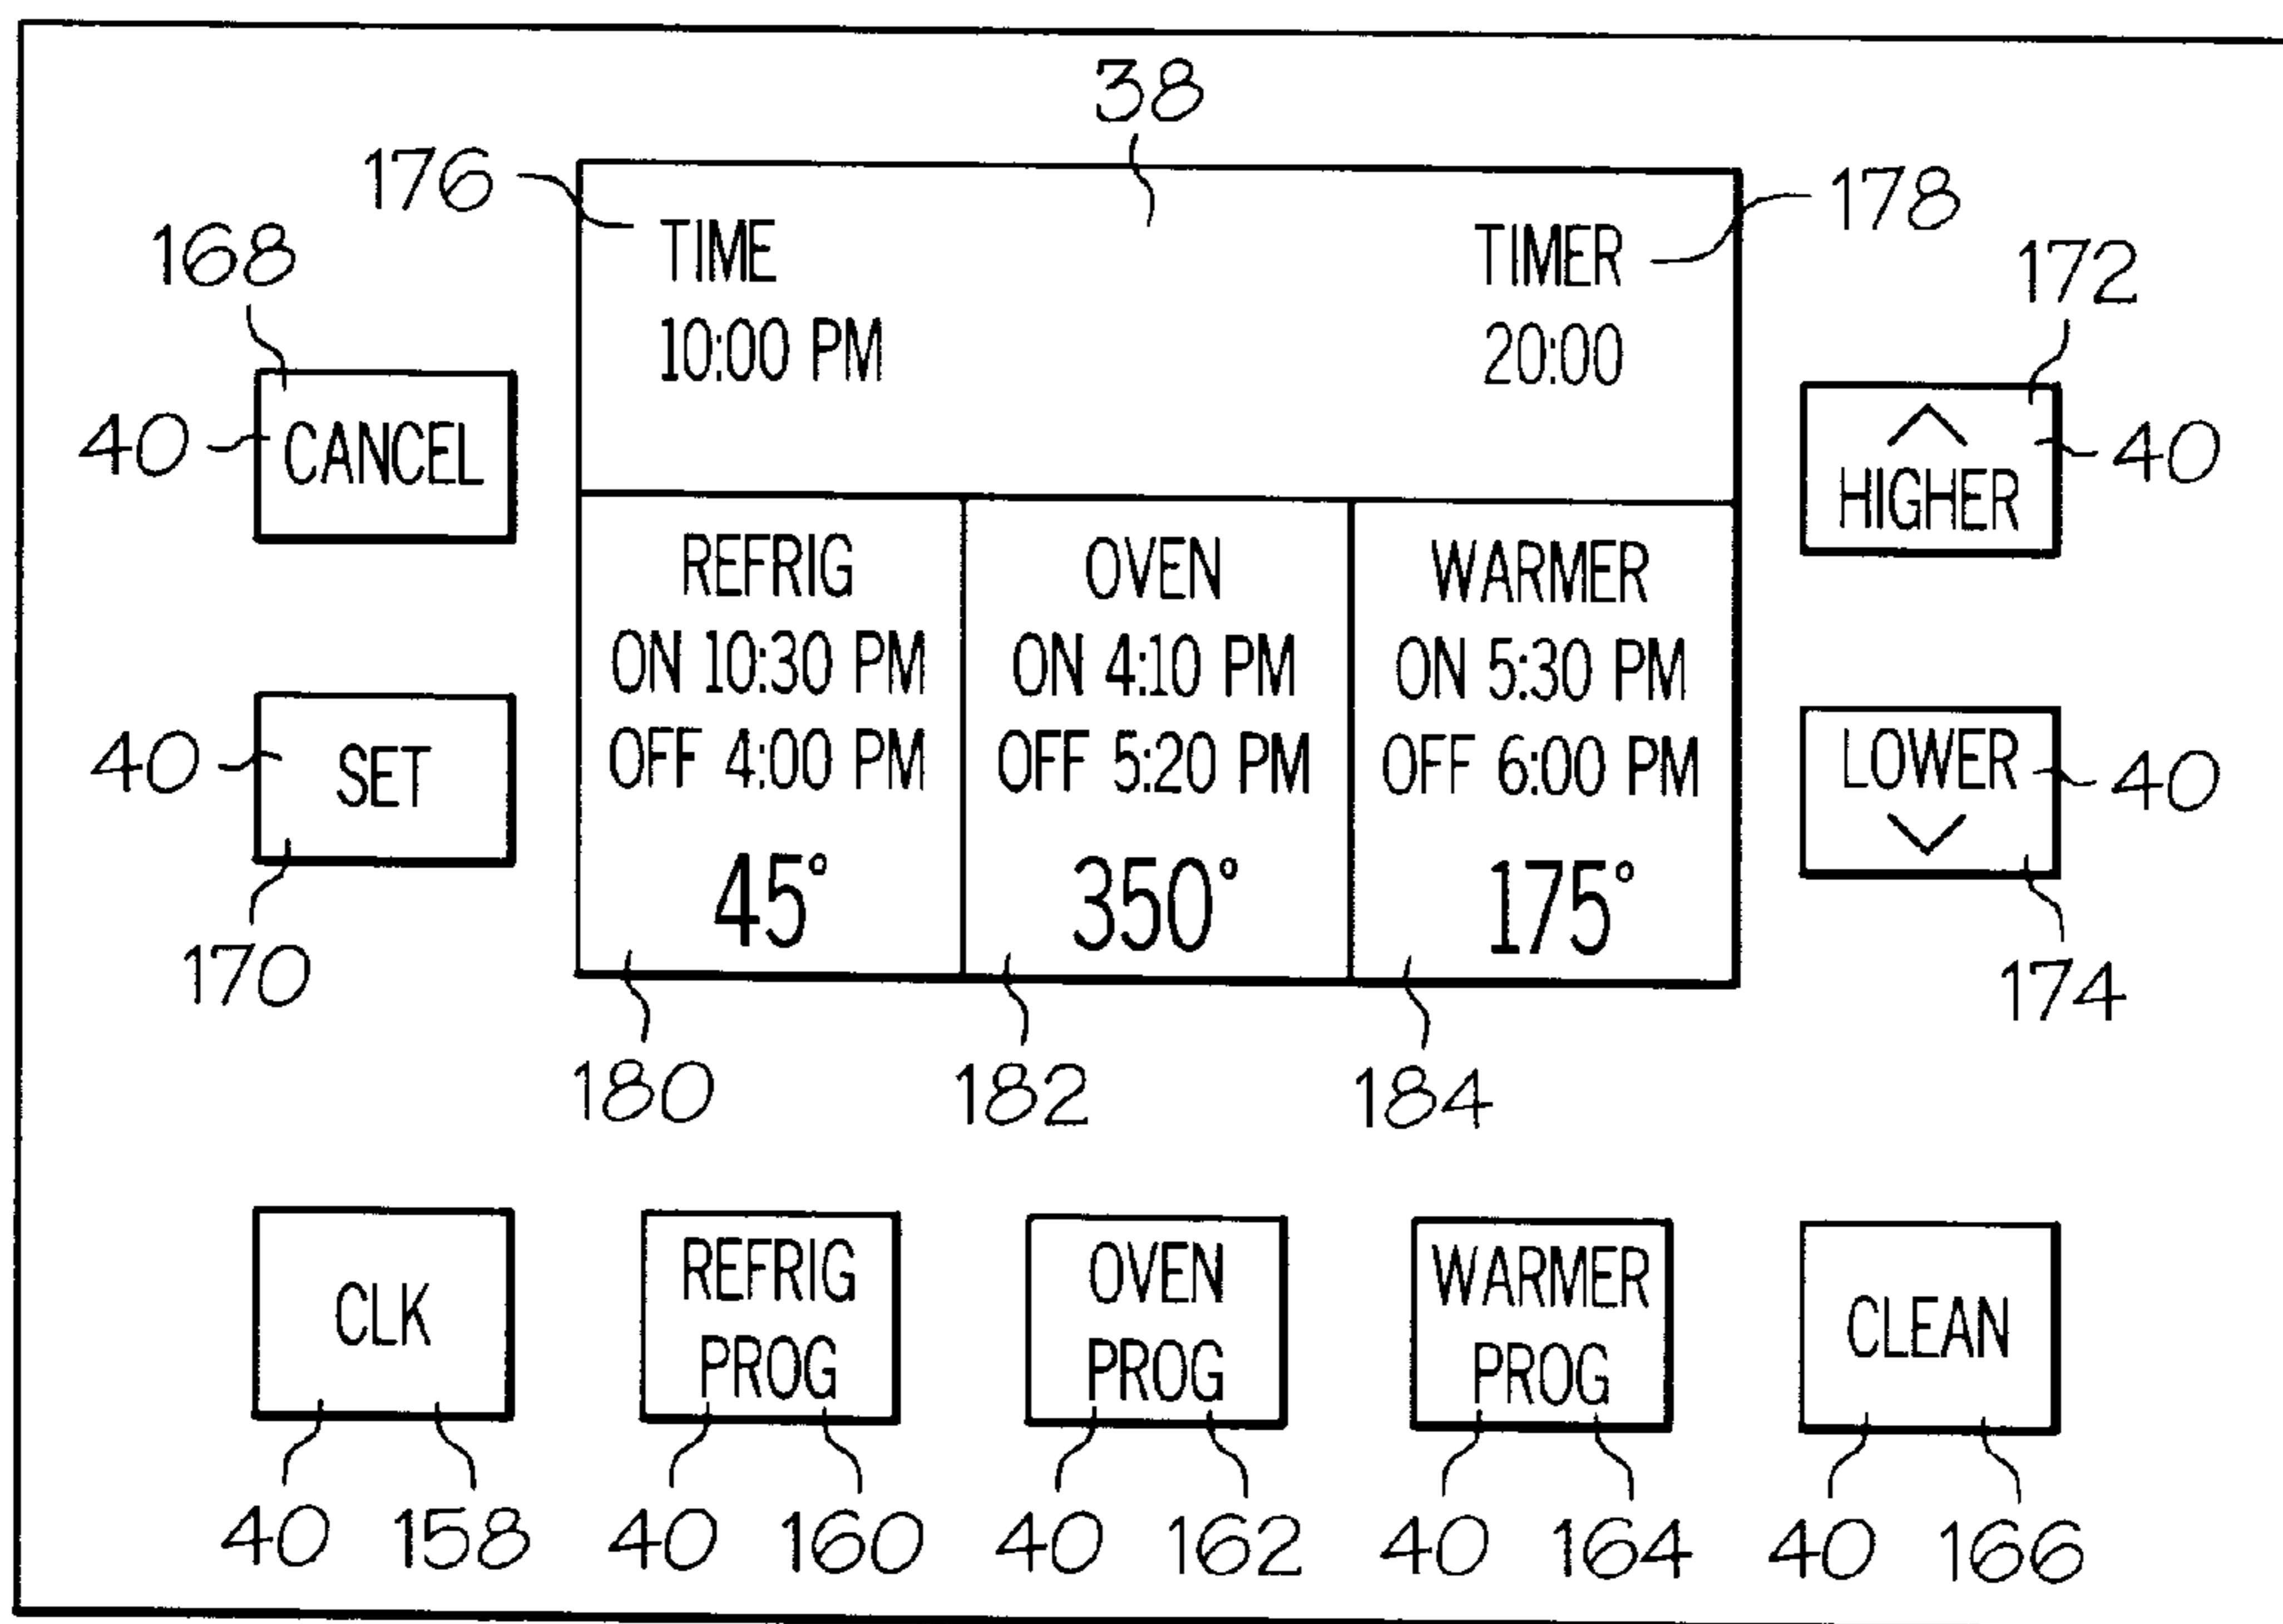 38
176
178
TIME
TIMER
168
172
10:00 PM
20:00
40
CANCEL
HIGHER
40
REFRIG
OVEN
WARMER
ON 10:30 PM
ON 4:10 PM
ON 5:30 PM
OFF 4:00 PM
OFF 5:20 PM
OFF 6:00 PM
40
SET
LOWER
40
45°
350°
175°
170
174
180
182
184
CLK
REFRIG
PROG
OVEN
PROG
WARMER
PROG
CLEAN
40
158
40
160
40
162
40
164
40
166